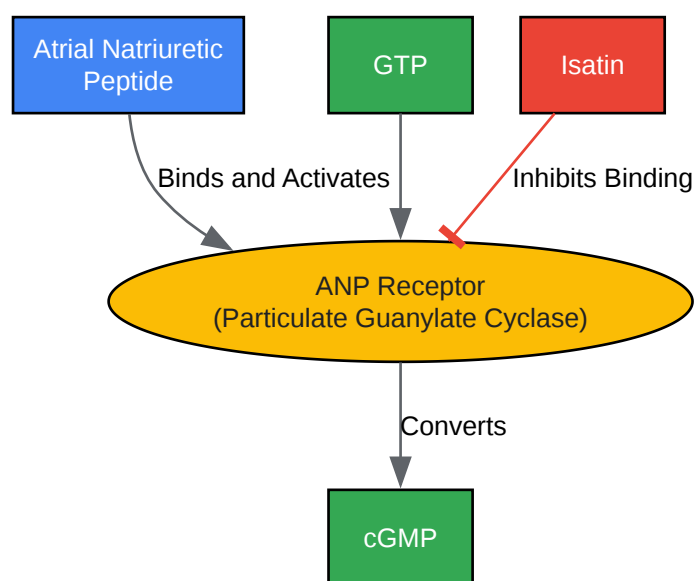 Atrial Natriuretic
Peptide
GTP
Isatin
Binds and Activates
Inhibits Binding
ANP Receptor
(Particulate Guanylate Cyclase)
Converts
cGMP